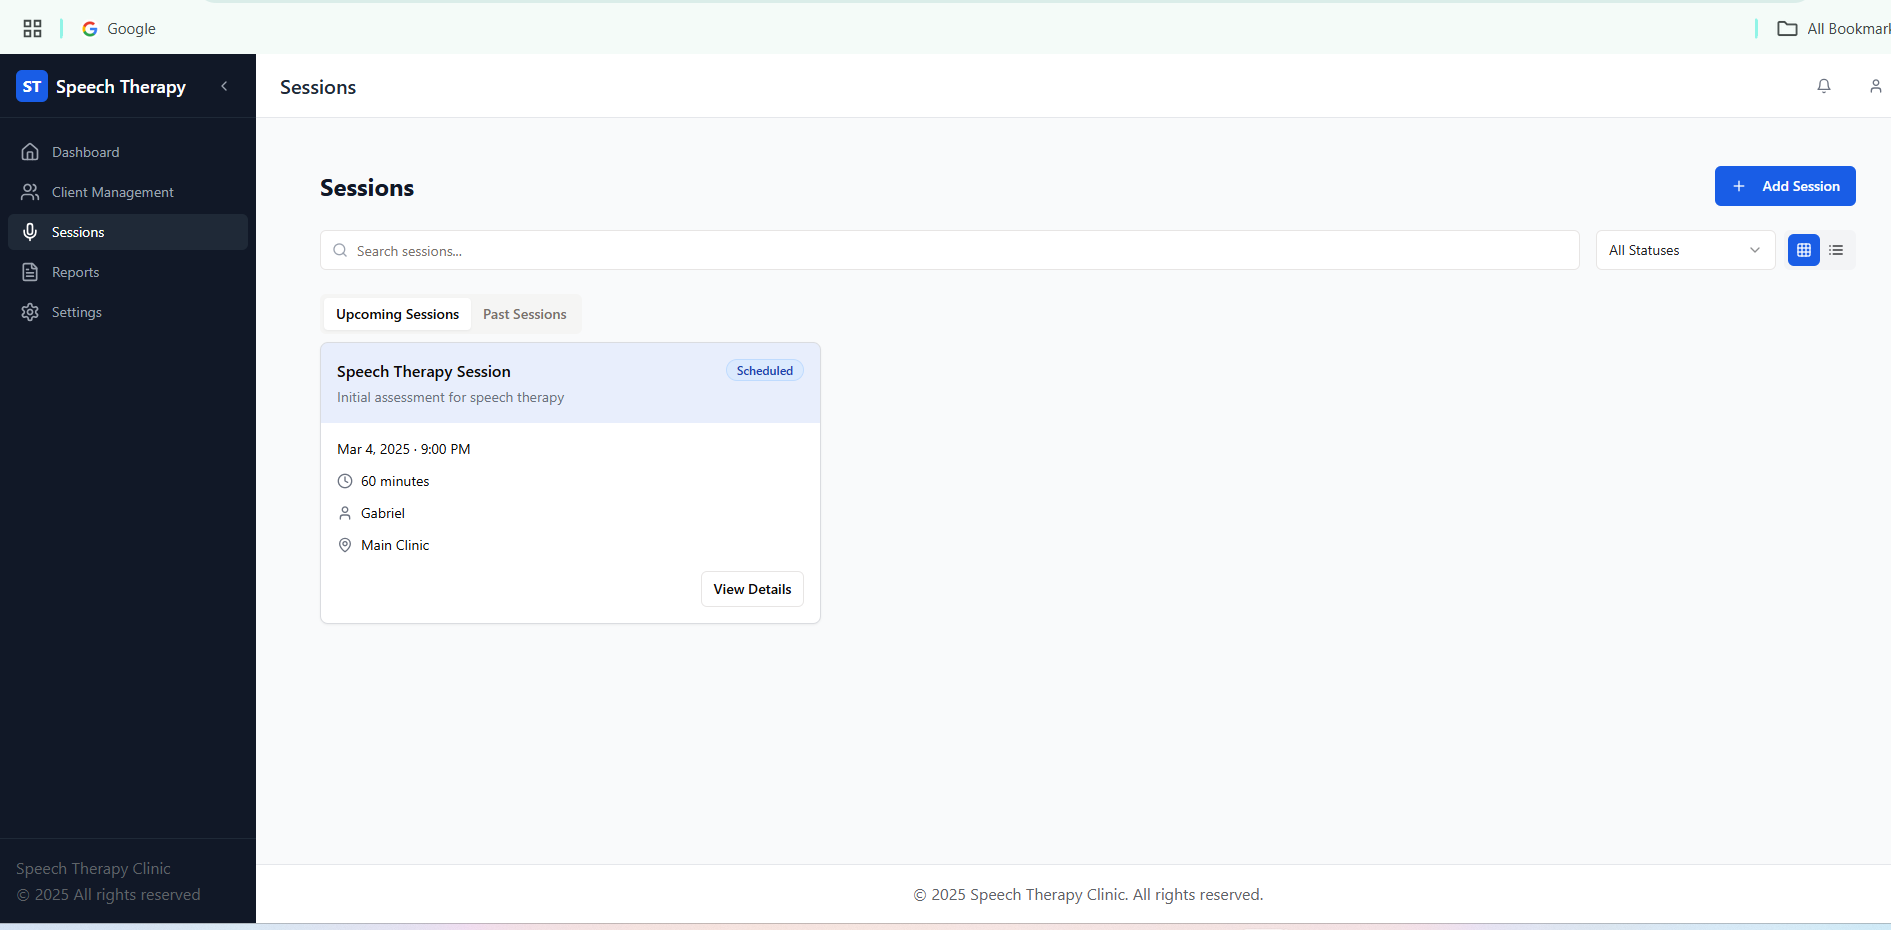 Google
All Bookmark
ST Speech Therapy
Sessions
Dashboard
Client Management
Sessions
Reports
Settings
Sessions
Add Session
Search sessions...
All Statuses
Upcoming Sessions
Past Sessions
Speech Therapy Session
Scheduled
Initial assessment for speech therapy
Mar 4, 2025 · 9:00 PM
60 minutes
Gabriel
Main Clinic
View Details
Speech Therapy Clinic
© 2025 All rights reserved
© 2025 Speech Therapy Clinic. All rights reserved.